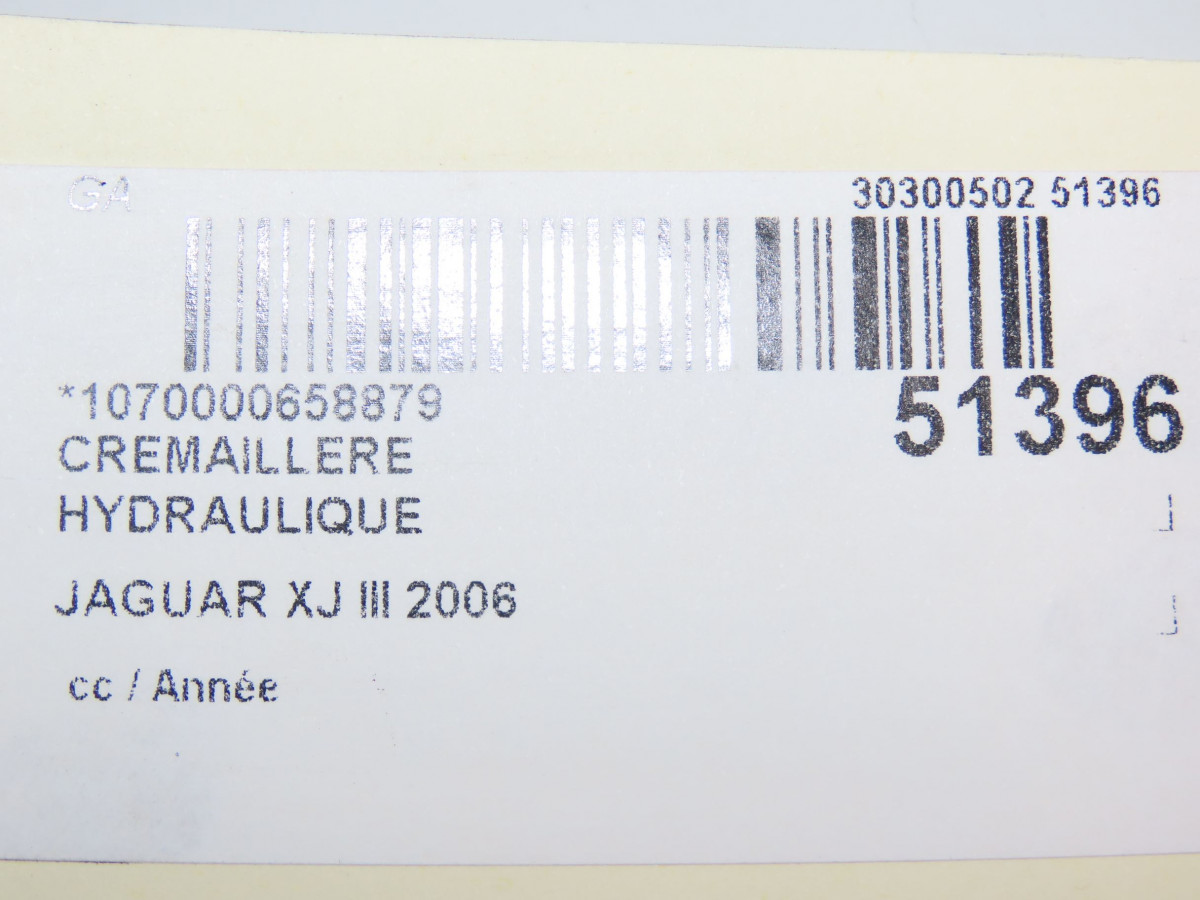 GA
30300502 51396
*1070000658879
51396
CREMAILLERE
HYDRAULIQUE
JAGUAR XJ III 2006
cc / Année